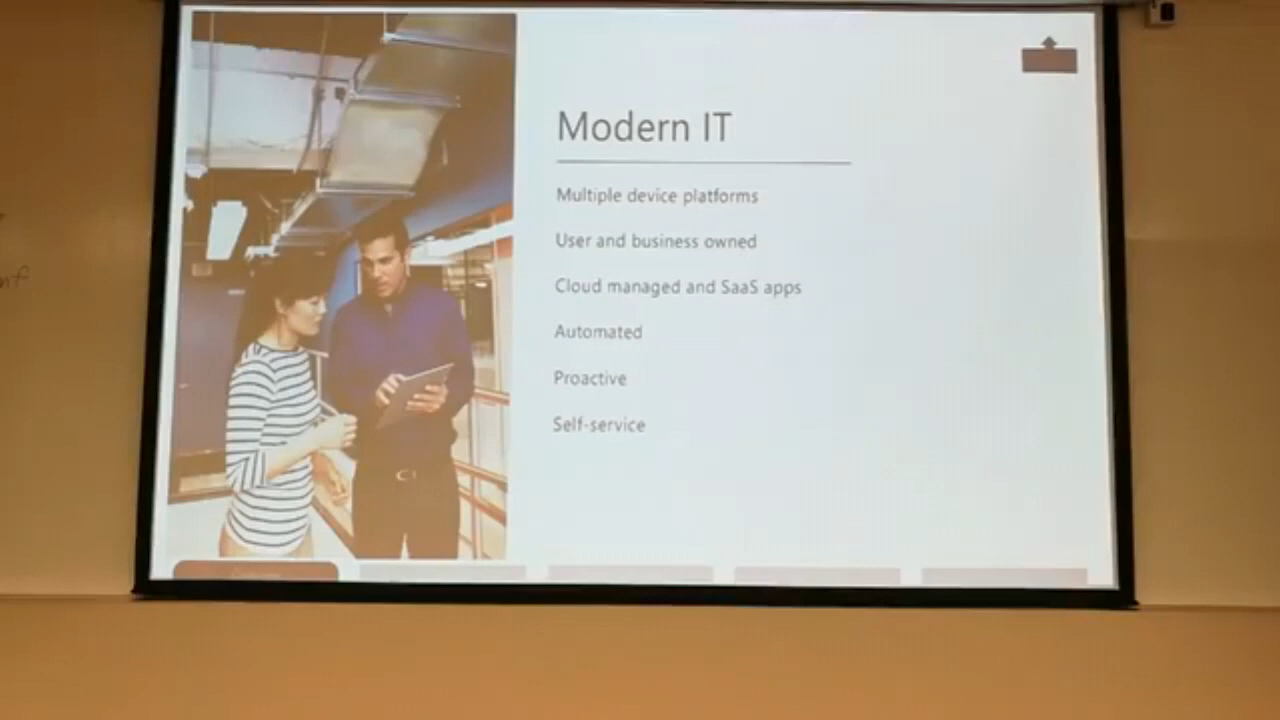 Modern IT
Multiple device platforms
User and business owned
Cloud managed and SaaS apps
Automated
Proactive
Self-service